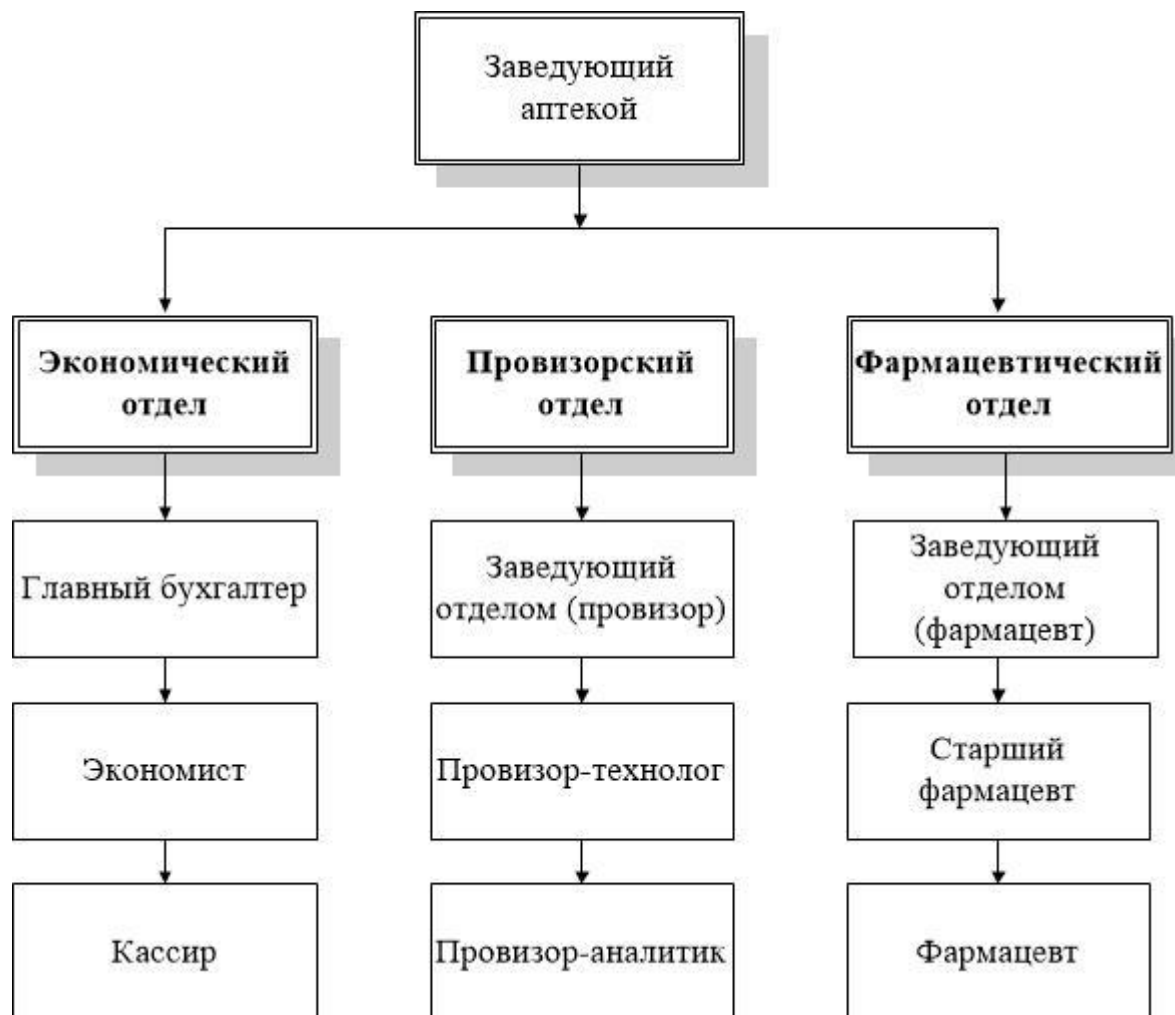 Заведующий
аптекой
Экономический
отдел
Провизорский
отдел
Фармацевтический
отдел
Главный бухгалтер
Заведующий
отделом (провизор)
Заведующий
отделом
(фармацевт)
Экономист
Провизор-технолог
Старший
фармацевт
Кассир
Провизор-аналитик
Фармацевт